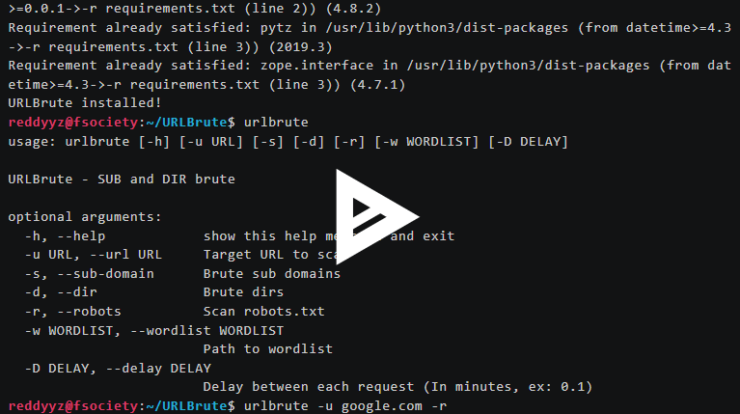 >=0.0.1->-r requirements.txt (line 2)) (4.8.2)
Requirement already satisfied: pytz in /usr/lib/python3/dist-packages (from datetime>=4.3
->-r requirements.txt (line 3)) (2019.3)
Requirement already satisfied: zope.interface in /usr/lib/python3/dist-packages (from dat
etime>=4.3->-r requirements.txt (line 3)) (4.7.1)
URLBrute installed!
reddyyz@fsociety:~/URLBrute$ urlbrute
usage: urlbrute [-h] [-u URL] [-s] [-d] [-r] [-w WORDLIST] [-D DELAY]
URLBrute - SUB and DIR brute
optional arguments:
-h, --help show this help and exit
-u URL, --url URL Target URL to
-s, --sub-domain Brute sub domains
-d, --dir Brute dirs
-r, --robots Scan robots.txt
-w WORDLIST, --wordlist WORDLIST
Path to wordlist
-D DELAY, --delay DELAY
Delay between each request (In minutes, ex: 0.1)
reddyyz@fsociety:~/URLBrute$ urlbrute -u google.com -r